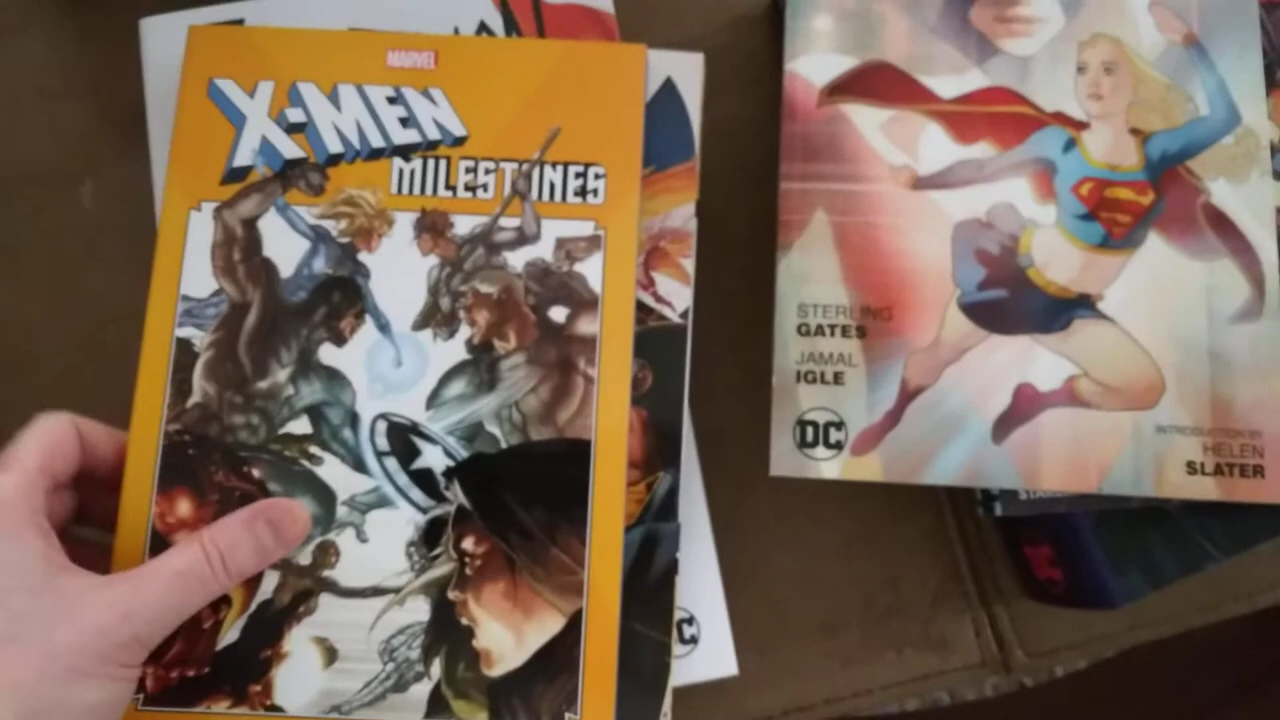 MARVEL
X-MEN
MILESTONES
STERLING
GATES
JAMAL
IGLE
DC
INTRODUCTION BY
HELEN
SLATER